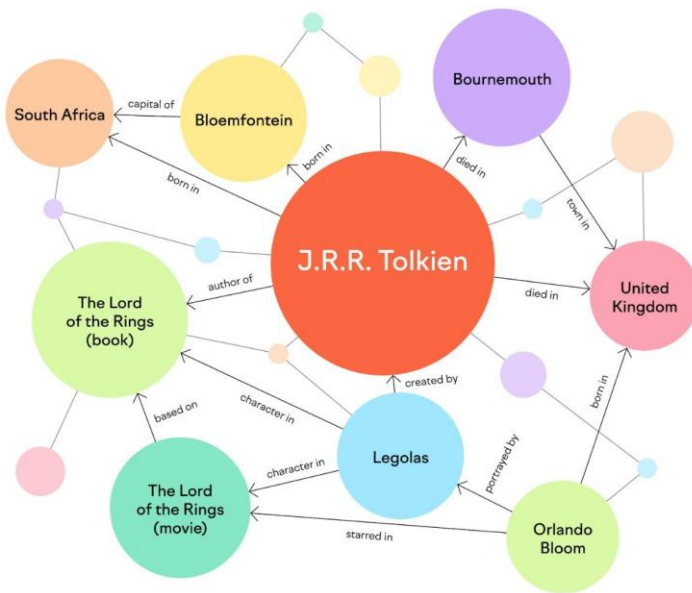 Bournemouth
South Africa
capital of
Bloemfontein
born in
born in
died in
town in
J.R.R. Tolkien
The Lord
of the Rings
(book)
author of
died in
United
Kingdom
created by
based on
character in
born in
Legolas
portrayed by
character in
The Lord
of the Rings
(movie)
starred in
Orlando
Bloom